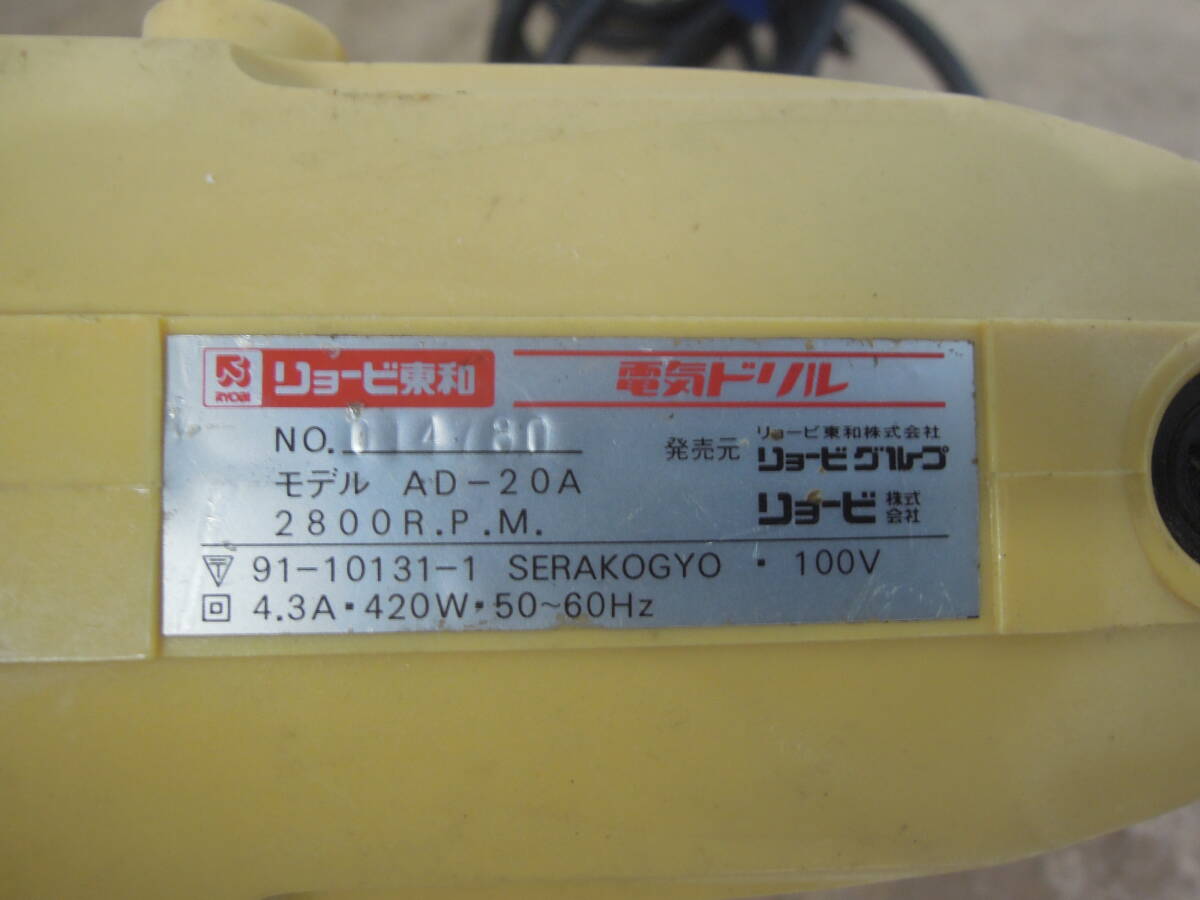 RYOBI リョービ東和 電気ドリル
NO. 614780
発売元 リョービ東和株式会社
リョービグループ
モデル AD-20A
リョービ 株式会社
2800R.P.M.
91-10131-1 SERAKOGYO ・ 100V
4.3A・420W・50~60Hz